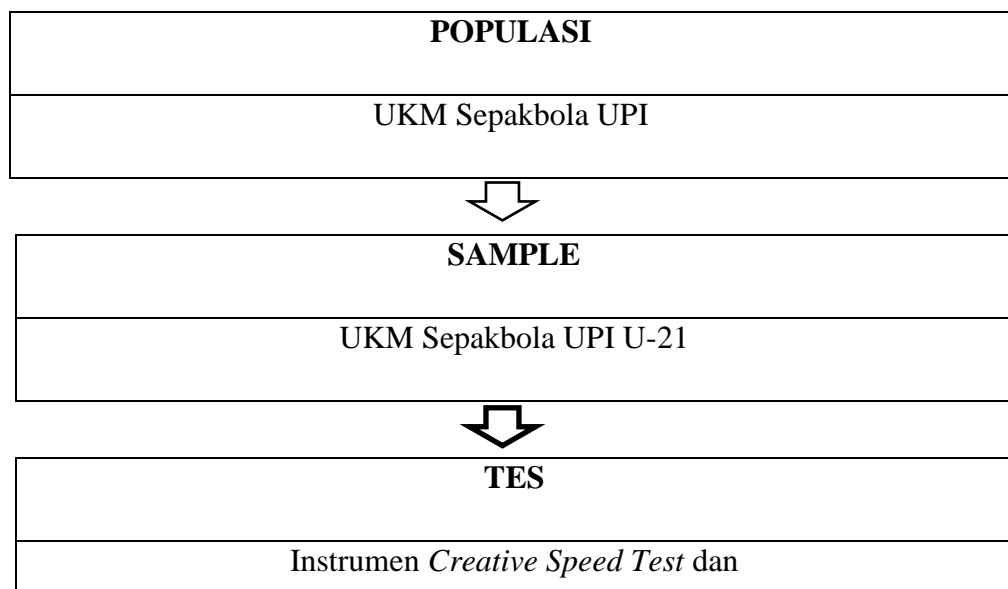 POPULASI
UKM Sepakbola UPI
SAMPLE
UKM Sepakbola UPI U-21
TES
Instrumen Creative Speed Test dan